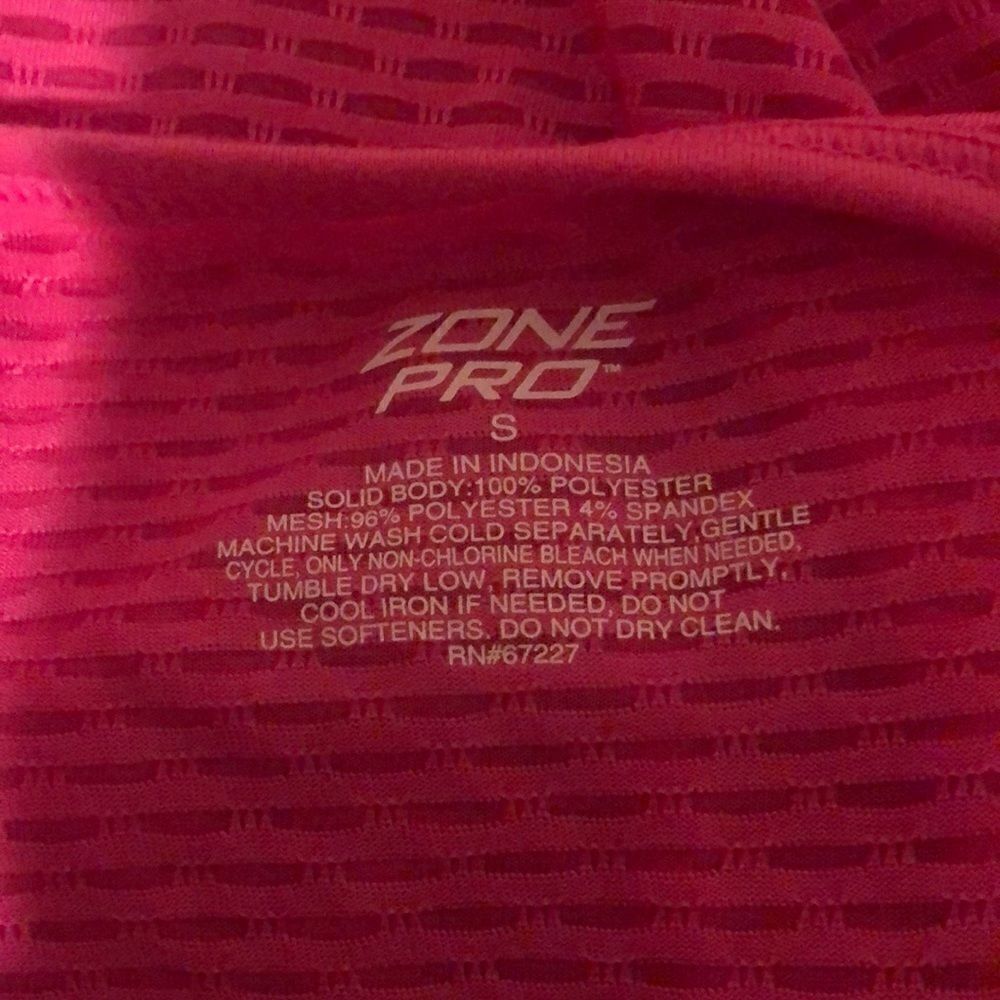 ZONE
PRO™
S
MADE IN INDONESIA
SOLID BODY:100% POLYESTER
MESH:96% POLYESTER 4% SPANDEX
MACHINE WASH COLD SEPARATELY,GENTLE
CYCLE, ONLY NON-CHLORINE BLEACH WHEN NEEDED,
TUMBLE DRY LOW, REMOVE PROMPTLY,
COOL IRON IF NEEDED, DO NOT
USE SOFTENERS. DO NOT DRY CLEAN.
RN#67227